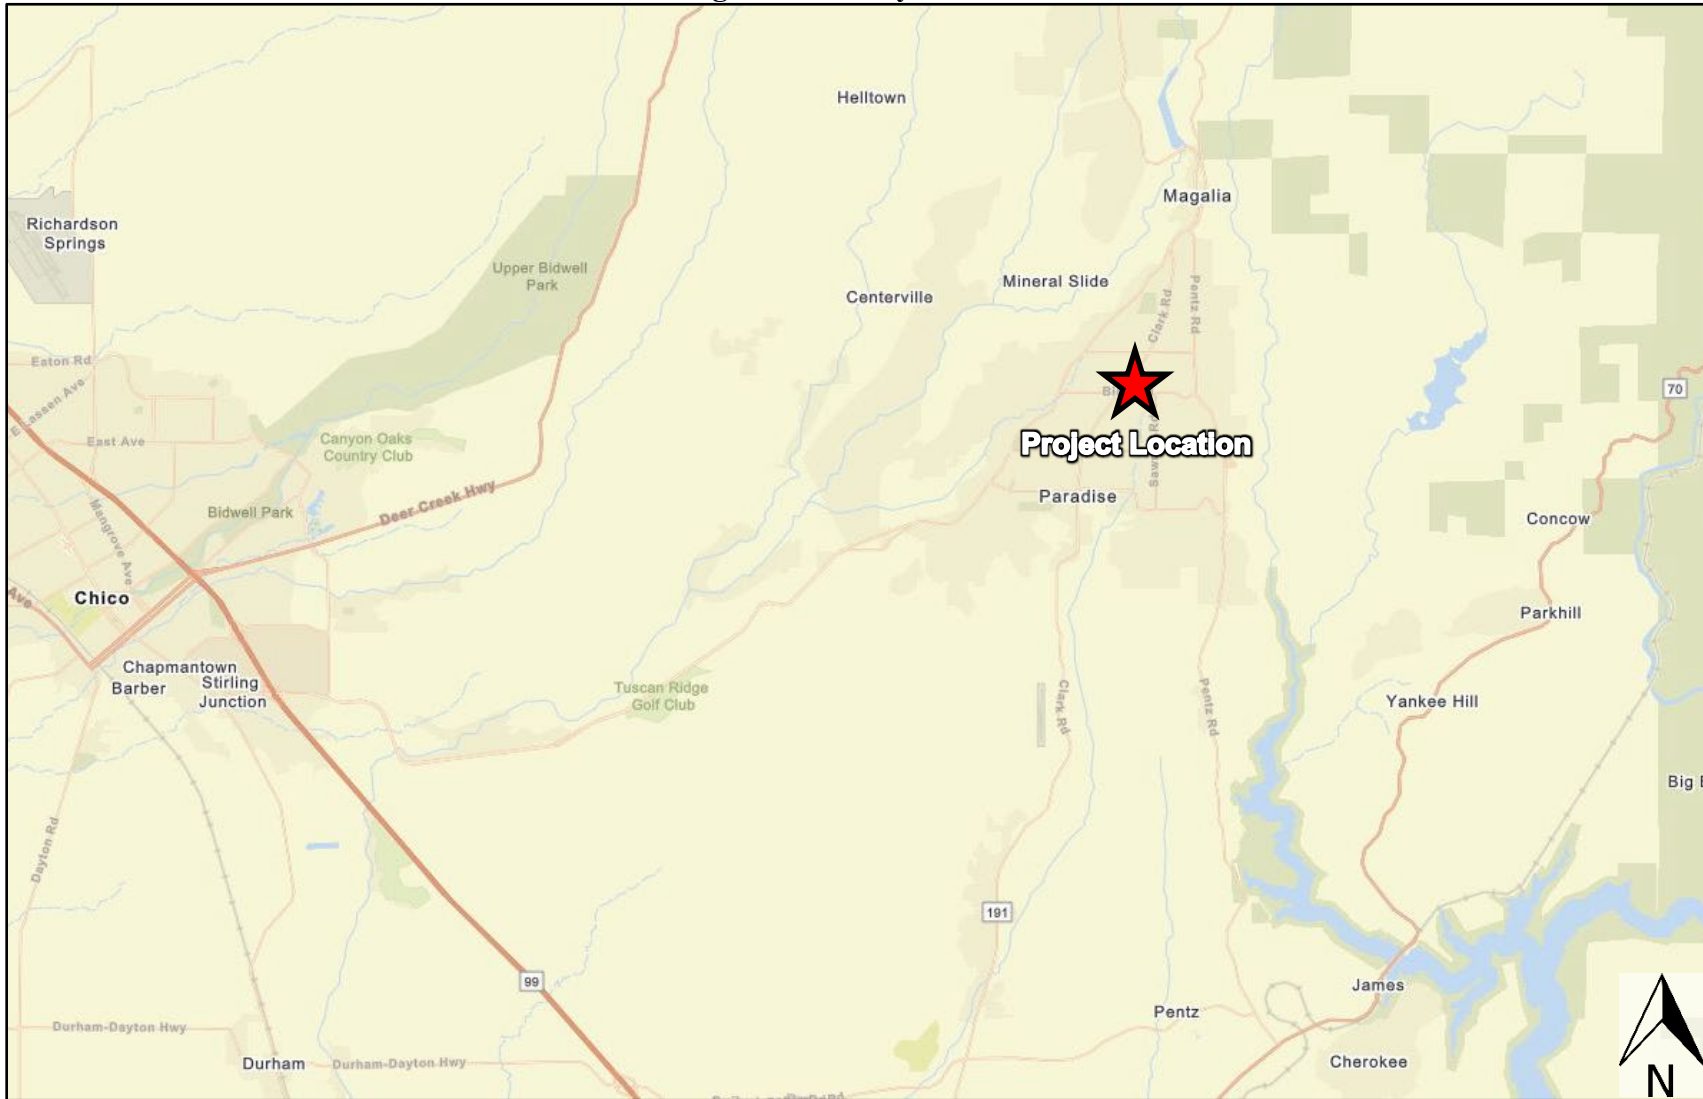 Helltown
Richardson
Springs
Magalia
Upper Bidwell
Park
Mineral Slide
Centerville
Pentz Rd
Clark Rd
Eaton Rd
E Lassen Ave
East Ave
Canyon Oaks
Country Club
70
Project Location
Paradise
Deer Creek Hwy
Bidwell Park
Mangrove Ave
Concow
Ave
Chico
Parkhill
Chapmantown
Barber
Stirling
Junction
Tuscan Ridge
Golf Club
Clark Rd
Pentz Rd
Yankee Hill
Big
Dayton Rd
191
99
James
Pentz
Durham-Dayton Hwy
Durham
Durham-Dayton Hwy
Cherokee
N